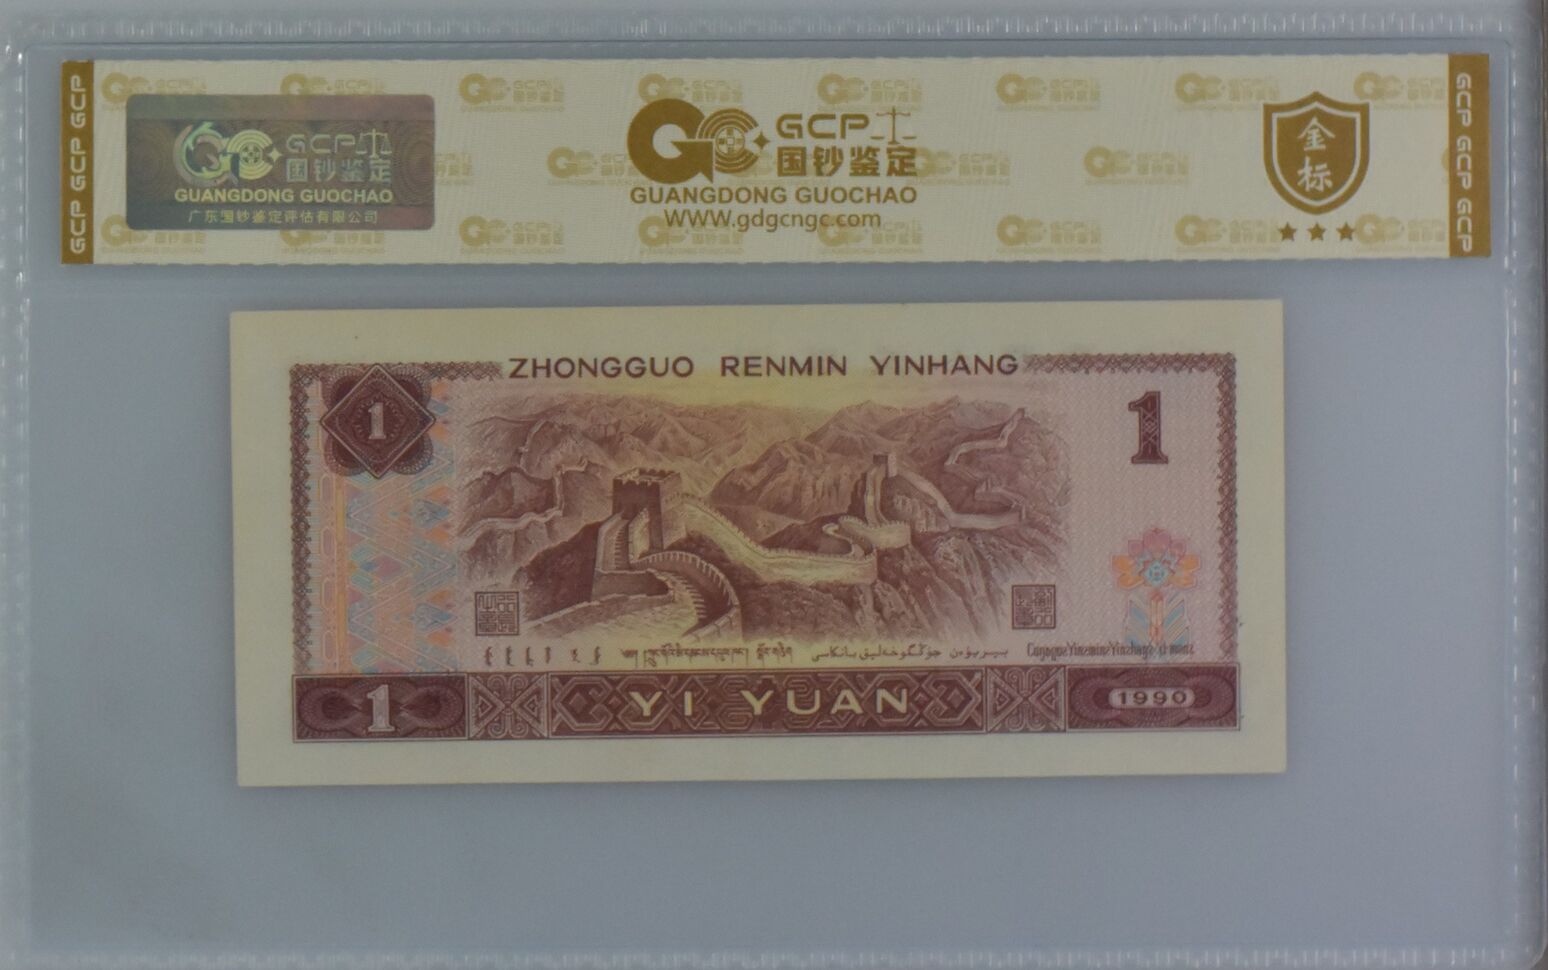 GCP GCP GCP
GCP
国钞鉴定
GUANGDONG GUOCHAO
广东国钞鉴定评估有限公司
GCP
国钞鉴定
GUANGDONG GUOCHAO
WWW.gdgcngc.com
金标
GCP GCP GCP
ZHONGGUO RENMIN YINHANG
1
1
1
YI YUAN
1990